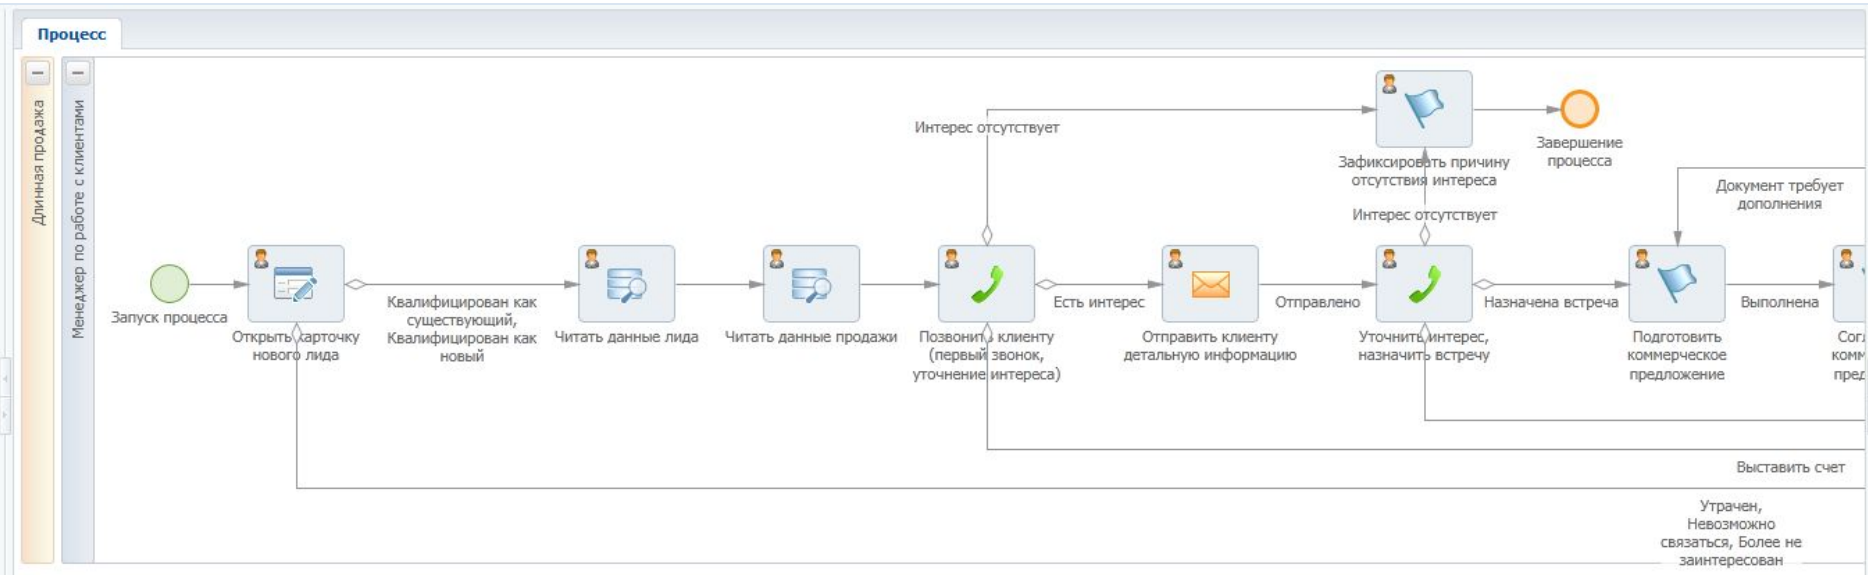 Процесс
Длинная продажа
Менеджер по работе с клиентами
Запуск процесса
Открыть карточку
нового лида
Квалифицирован как
существующий,
Квалифицирован как
новый
Читать данные лида
Читать данные продажи
Интерес отсутствует
Позвонить клиенту
(первый звонок,
уточнение интереса)
Есть интерес
Отправить клиенту
детальную информацию
Отправлено
Зафиксировать причину
отсутствия интереса
Завершение
процесса
Интерес отсутствует
Уточнить интерес,
назначить встречу
Назначена встреча
Документ требует
дополнения
Подготовить
коммерческое
предложение
Выполнена
Выставить счет
Утрачен,
Невозможно
связаться, Более не
заинтересован